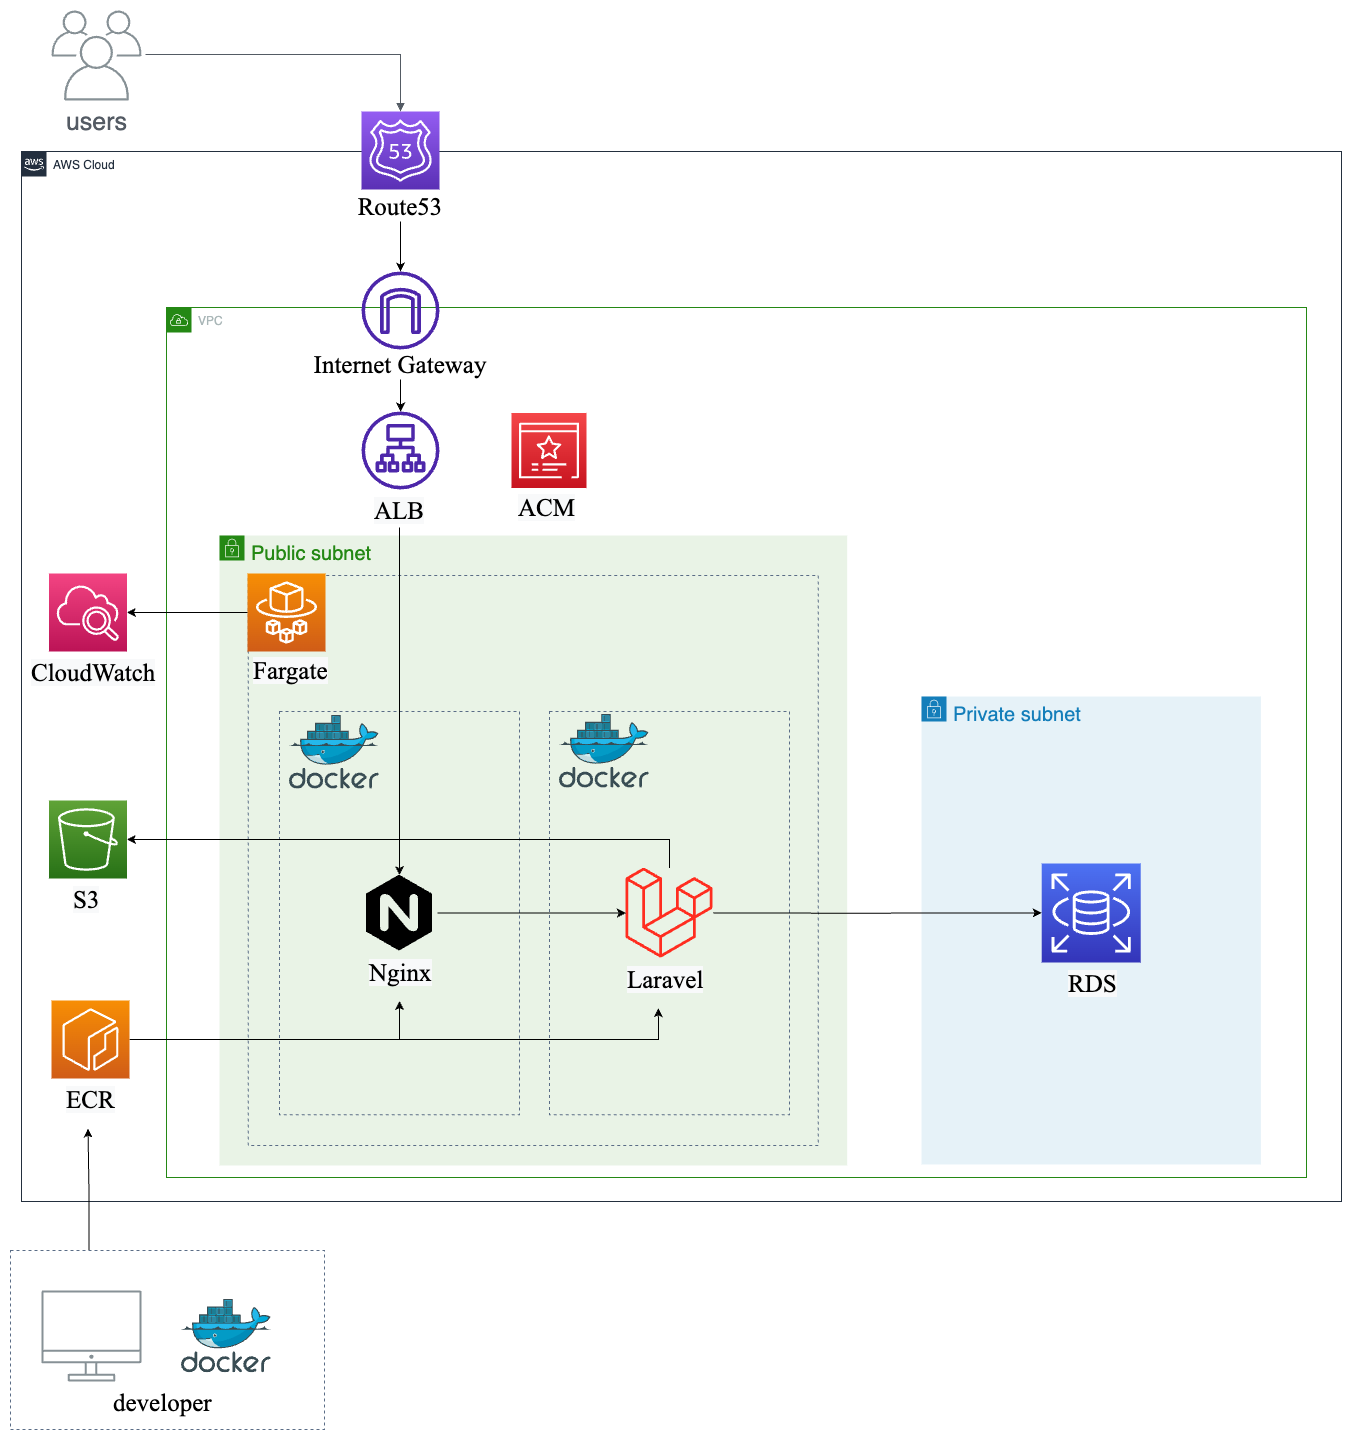 users
aws
AWS Cloud
53
Route53
VPC
Internet Gateway
ALB
ACM
Public subnet
CloudWatch
Fargate
docker
docker
Private subnet
S3
N
Nginx
Laravel
RDS
ECR
docker
developer